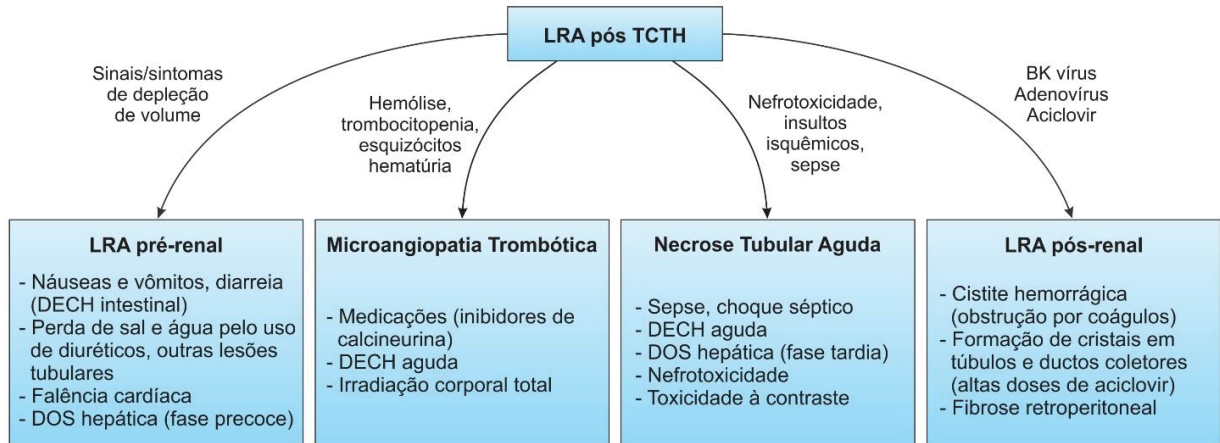 LRA pós TCTH
Sinais/sintomas
de depleção
de volume
Hemólise,
trombocitopenia,
esquizócitos
hematúria
Nefrotoxicidade,
insultos
isquêmicos,
sepse
BK vírus
Adenovírus
Aciclovir
LRA pré-renal
- Náuseas e vômitos, diarreia
(DECH intestinal)
- Perda de sal e água pelo uso
de diuréticos, outras lesões
tubulares
- Falência cardíaca
- DOS hepática (fase precoce)
Microangiopatia Trombótica
- Medicações (inibidores de
calcineurina)
- DECH aguda
- Irradiação corporal total
Necrose Tubular Aguda
- Sepse, choque séptico
- DECH aguda
- DOS hepática (fase tardia)
- Nefrotoxicidade
- Toxicidade à contraste
LRA pós-renal
- Cistite hemorrágica
(obstrução por coágulos)
- Formação de cristais em
túbulos e ductos coletores
(altas doses de aciclovir)
- Fibrose retroperitoneal